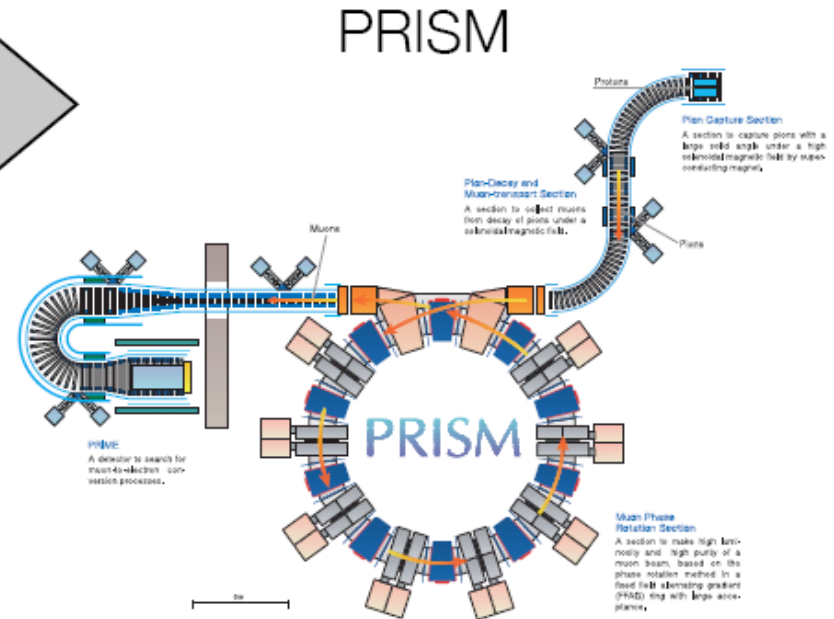 PRISM
Protons
Pion Capture Section
A section to capture pions with a
large solid angle under a high
solenoidal magnetic field by super-
conducting magnet.
Pion-Decay and
Muon-transport Section
A section to collect muons
from decay of pions under a
solenoidal magnetic field.
Pions
Muons
PRISM
PRIME
A detector to search for
muon-to-electron con-
version processes.
Muon Phase
Rotation Section
A section to make high lumi-
nosity and high purity of a
muon beam, based on the
phase rotation method in a
fixed field alternating gradient
(FFAG) ring with large acce-
ptance.